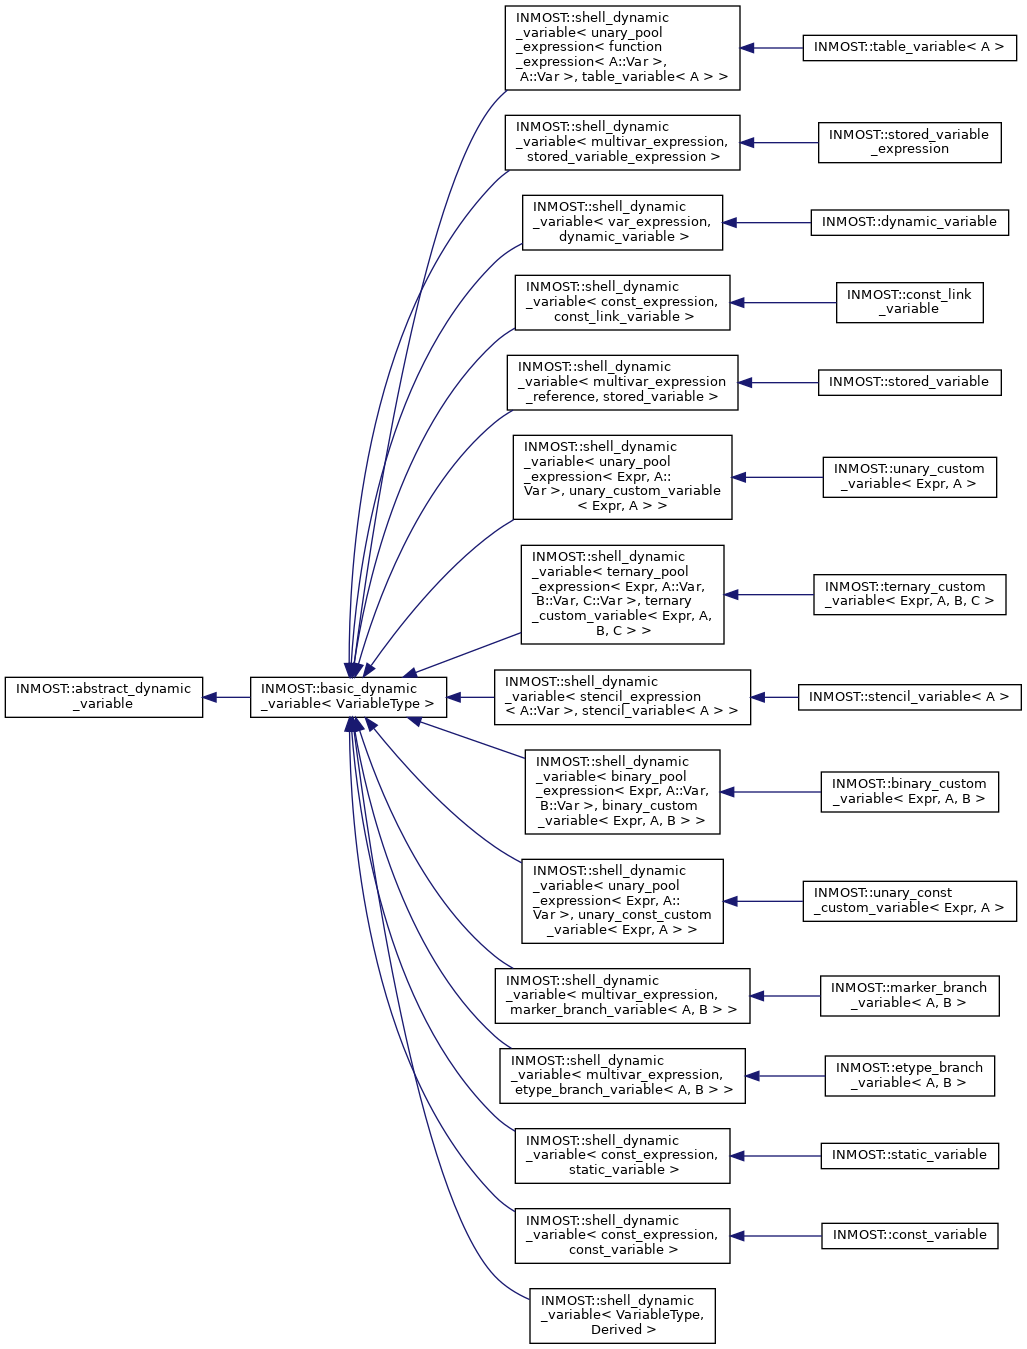 INMOST::shell_dynamic
_variable< unary_pool
_expression< function
_expression< A::Var >,
A::Var >, table_variable< A > >
INMOST::table_variable< A >
INMOST::shell_dynamic
_variable< multivar_expression,
stored_variable_expression >
INMOST::stored_variable
_expression
INMOST::shell_dynamic
_variable< var_expression,
dynamic_variable >
INMOST::dynamic_variable
INMOST::shell_dynamic
_variable< const_expression,
const_link_variable >
INMOST::const_link
_variable
INMOST::shell_dynamic
_variable< multivar_expression
_reference, stored_variable >
INMOST::stored_variable
INMOST::shell_dynamic
_variable< unary_pool
_expression< Expr, A::
Var >, unary_custom_variable
< Expr, A > >
INMOST::unary_custom
_variable< Expr, A >
INMOST::shell_dynamic
_variable< ternary_pool
_expression< Expr, A::Var,
B::Var, C::Var >, ternary
_custom_variable< Expr, A,
B, C > >
INMOST::ternary_custom
_variable< Expr, A, B, C >
INMOST::abstract_dynamic
_variable
INMOST::basic_dynamic
_variable< VariableType >
INMOST::shell_dynamic
_variable< stencil_expression
< A::Var >, stencil_variable< A > >
INMOST::stencil_variable< A >
INMOST::shell_dynamic
_variable< binary_pool
_expression< Expr, A::Var,
B::Var >, binary_custom
_variable< Expr, A, B > >
INMOST::binary_custom
_variable< Expr, A, B >
INMOST::shell_dynamic
_variable< unary_pool
_expression< Expr, A::
Var >, unary_const_custom
_variable< Expr, A > >
INMOST::unary_const
_custom_variable< Expr, A >
INMOST::shell_dynamic
_variable< multivar_expression,
marker_branch_variable< A, B > >
INMOST::marker_branch
_variable< A, B >
INMOST::shell_dynamic
_variable< multivar_expression,
etype_branch_variable< A, B > >
INMOST::etype_branch
_variable< A, B >
INMOST::shell_dynamic
_variable< const_expression,
static_variable >
INMOST::static_variable
INMOST::shell_dynamic
_variable< const_expression,
const_variable >
INMOST::const_variable
INMOST::shell_dynamic
_variable< VariableType,
Derived >